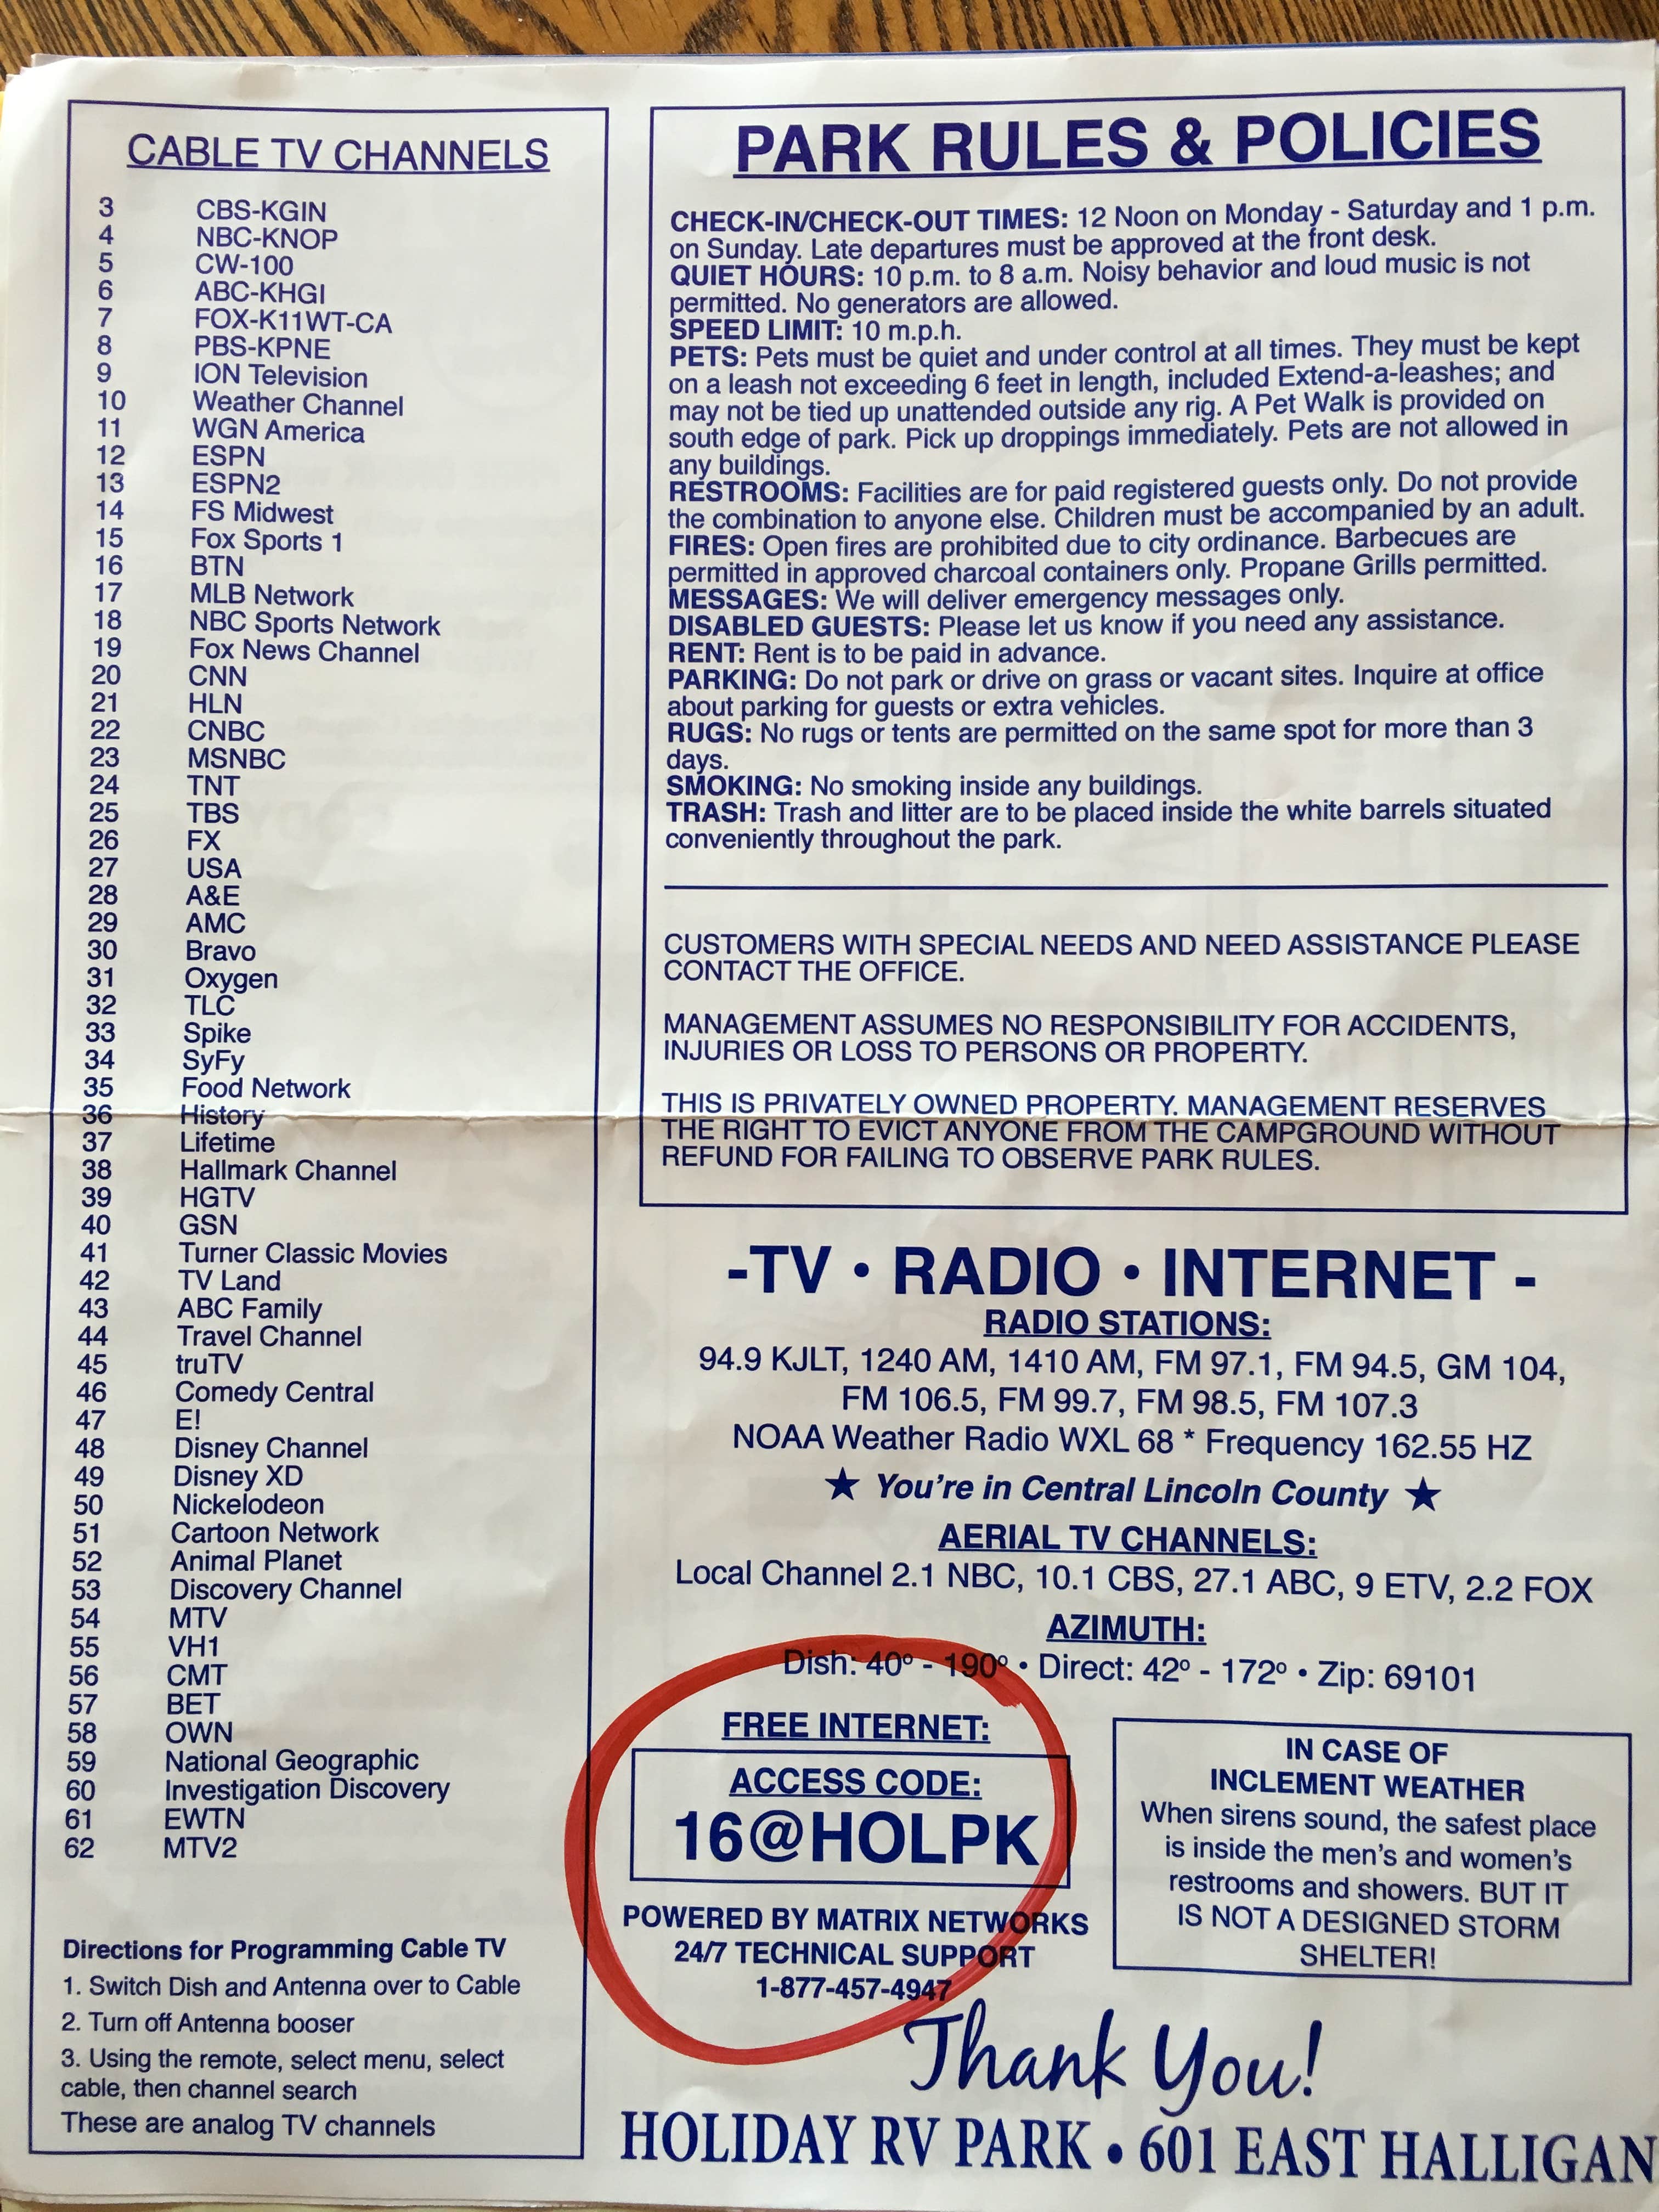 CABLE TV CHANNELS
3 CBS-KGIN
4 NBC-KNOP
5 CW-100
6 ABC-KHGI
7 FOX-K11WT-CA
8 PBS-KPNE
9 ION Television
10 Weather Channel
11 WGN America
12 ESPN
13 ESPN2
14 FS Midwest
15 Fox Sports 1
16 BTN
17 MLB Network
18 NBC Sports Network
19 Fox News Channel
20 CNN
21 HLN
22 CNBC
23 MSNBC
24 TNT
25 TBS
26 FX
27 USA
28 A&E
29 AMC
30 Bravo
31 Oxygen
32 TLC
33 Spike
34 SyFy
35 Food Network
36 History
37 Lifetime
38 Hallmark Channel
39 HGTV
40 GSN
41 Turner Classic Movies
42 TV Land
43 ABC Family
44 Travel Channel
45 truTV
46 Comedy Central
47 E!
48 Disney Channel
49 Disney XD
50 Nickelodeon
51 Cartoon Network
52 Animal Planet
53 Discovery Channel
54 MTV
55 VH1
56 CMT
57 BET
58 OWN
59 National Geographic
60 Investigation Discovery
61 EWTN
62 MTV2
Directions for Programming Cable TV
1. Switch Dish and Antenna over to Cable
2. Turn off Antenna booser
3. Using the remote, select menu, select
cable, then channel search
These are analog TV channels
PARK RULES & POLICIES
CHECK-IN/CHECK-OUT TIMES: 12 Noon on Monday - Saturday and 1 p.m.
on Sunday. Late departures must be approved at the front desk.
QUIET HOURS: 10 p.m. to 8 a.m. Noisy behavior and loud music is not
permitted. No generators are allowed.
SPEED LIMIT: 10 m.p.h.
PETS: Pets must be quiet and under control at all times. They must be kept
on a leash not exceeding 6 feet in length, included Extend-a-leashes; and
may not be tied up unattended outside any rig. A Pet Walk is provided on
south edge of park. Pick up droppings immediately. Pets are not allowed in
any buildings.
RESTROOMS: Facilities are for paid registered guests only. Do not provide
the combination to anyone else. Children must be accompanied by an adult.
FIRES: Open fires are prohibited due to city ordinance. Barbecues are
permitted in approved charcoal containers only. Propane Grills permitted.
MESSAGES: We will deliver emergency messages only.
DISABLED GUESTS: Please let us know if you need any assistance.
RENT: Rent is to be paid in advance.
PARKING: Do not park or drive on grass or vacant sites. Inquire at office
about parking for guests or extra vehicles.
RUGS: No rugs or tents are permitted on the same spot for more than 3
days.
SMOKING: No smoking inside any buildings.
TRASH: Trash and litter are to be placed inside the white barrels situated
conveniently throughout the park.
CUSTOMERS WITH SPECIAL NEEDS AND NEED ASSISTANCE PLEASE
CONTACT THE OFFICE.
MANAGEMENT ASSUMES NO RESPONSIBILITY FOR ACCIDENTS,
INJURIES OR LOSS TO PERSONS OR PROPERTY.
THIS IS PRIVATELY OWNED PROPERTY. MANAGEMENT RESERVES
THE RIGHT TO EVICT ANYONE FROM THE CAMPGROUND WITHOUT
REFUND FOR FAILING TO OBSERVE PARK RULES.
-TV • RADIO • INTERNET -
RADIO STATIONS:
94.9 KJLT, 1240 AM, 1410 AM, FM 97.1, FM 94.5, GM 104,
FM 106.5, FM 99.7, FM 98.5, FM 107.3
NOAA Weather Radio WXL 68 * Frequency 162.55 HZ
★ You're in Central Lincoln County ★
AERIAL TV CHANNELS:
Local Channel 2.1 NBC, 10.1 CBS, 27.1 ABC, 9 ETV, 2.2 FOX
AZIMUTH:
Dish: 40º - 190º • Direct: 42º - 172º • Zip: 69101
FREE INTERNET:
ACCESS CODE:
16@HOLPK
POWERED BY MATRIX NETWORKS
24/7 TECHNICAL SUPPORT
1-877-457-4947
IN CASE OF
INCLEMENT WEATHER
When sirens sound, the safest place
is inside the men's and women's
restrooms and showers. BUT IT
IS NOT A DESIGNED STORM
SHELTER!
Thank You!
HOLIDAY RV PARK • 601 EAST HALLIGAN